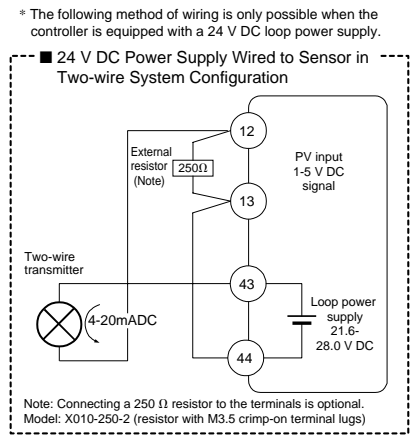 * The following method of wiring is only possible when the
controller is equipped with a 24 V DC loop power supply.
■ 24 V DC Power Supply Wired to Sensor in
Two-wire System Configuration
12
External
resistor
(Note)
250Ω
PV input
1-5 V DC
signal
13
Two-wire
transmitter
43
4-20mADC
Loop power
supply
21.6-
28.0 V DC
44
Note: Connecting a 250 Ω resistor to the terminals is optional.
Model: X010-250-2 (resistor with M3.5 crimp-on terminal lugs)